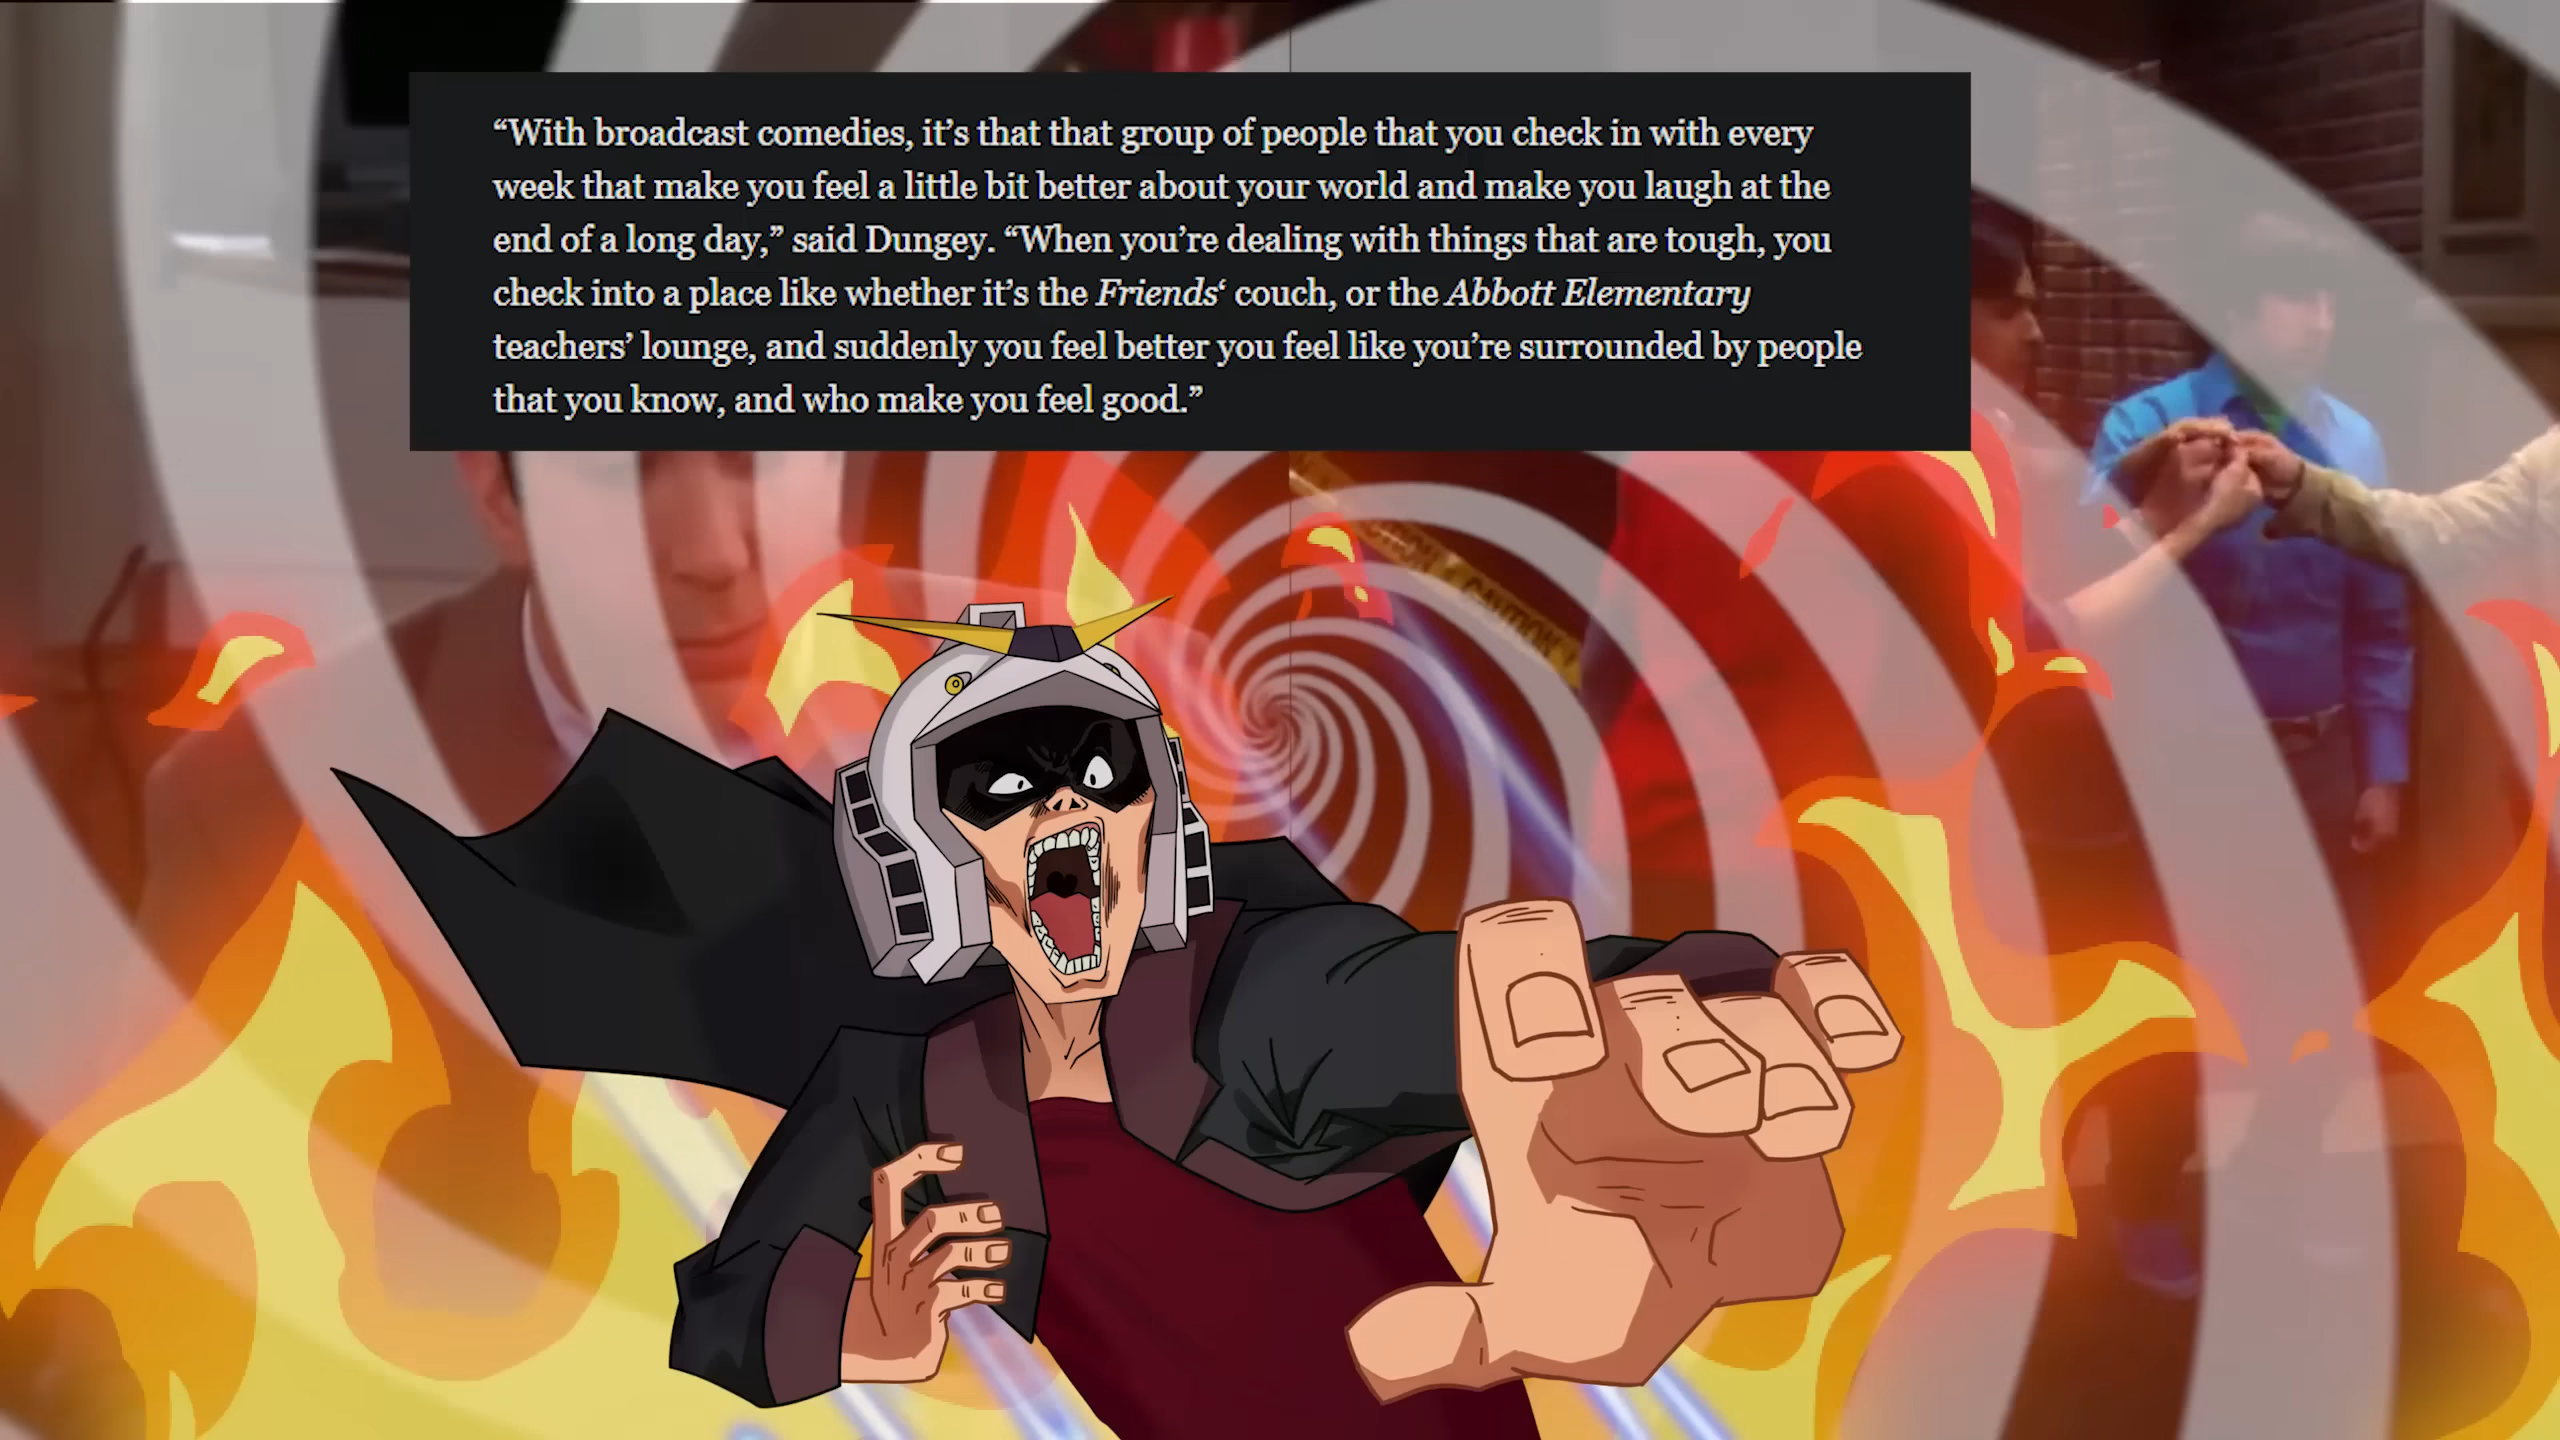 “With broadcast comedies, it’s that that group of people that you check in with every
week that make you feel a little bit better about your world and make you laugh at the
end of a long day,” said Dungey. “When you’re dealing with things that are tough, you
check into a place like whether it’s the Friends‘ couch, or the Abbott Elementary
teachers’ lounge, and suddenly you feel better you feel like you’re surrounded by people
that you know, and who make you feel good.”
CAUTION